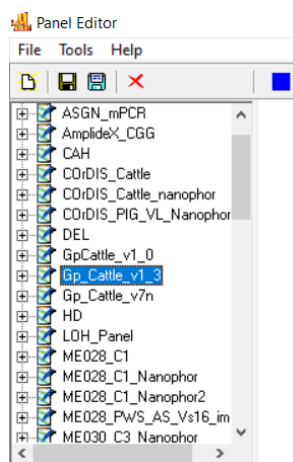 Panel Editor
File Tools Help
ASGN_mPCR
AmplideX_CGG
CAH
COrDIS_Cattle
COrDIS_Cattle_nanophor
COrDIS_PIG_VL_Nanophor
DEL
GpCattle_v1_0
Gp_Cattle_v1_3
Gp_Cattle_v7n
HD
LOH_Panel
ME028_C1
ME028_C1_Nanophor
ME028_C1_Nanophor2
ME028_PWS_AS_Vs16_im
ME030_C3_Nanophor